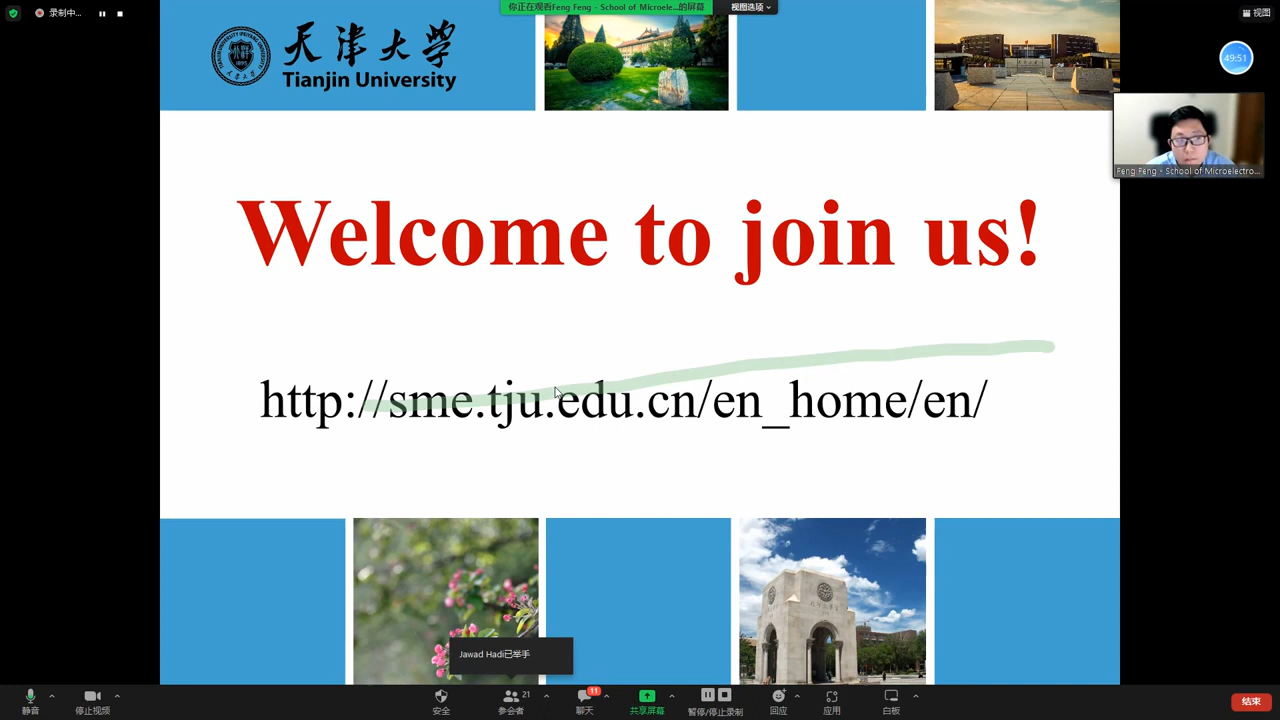 录制中...
你正在观看Feng Feng - School of Microele...的屏幕
视图选项
视图
天津大学
Tianjin University
49:51
Feng Feng - School of Microelectro...
Welcome to join us!
http://sme.tju.edu.cn/en_home/en/
Jawad Hadi已举手
静音
停止视频
安全
参会者
21
聊天
11
共享屏幕
暂停/停止录制
回应
应用
白板
结束